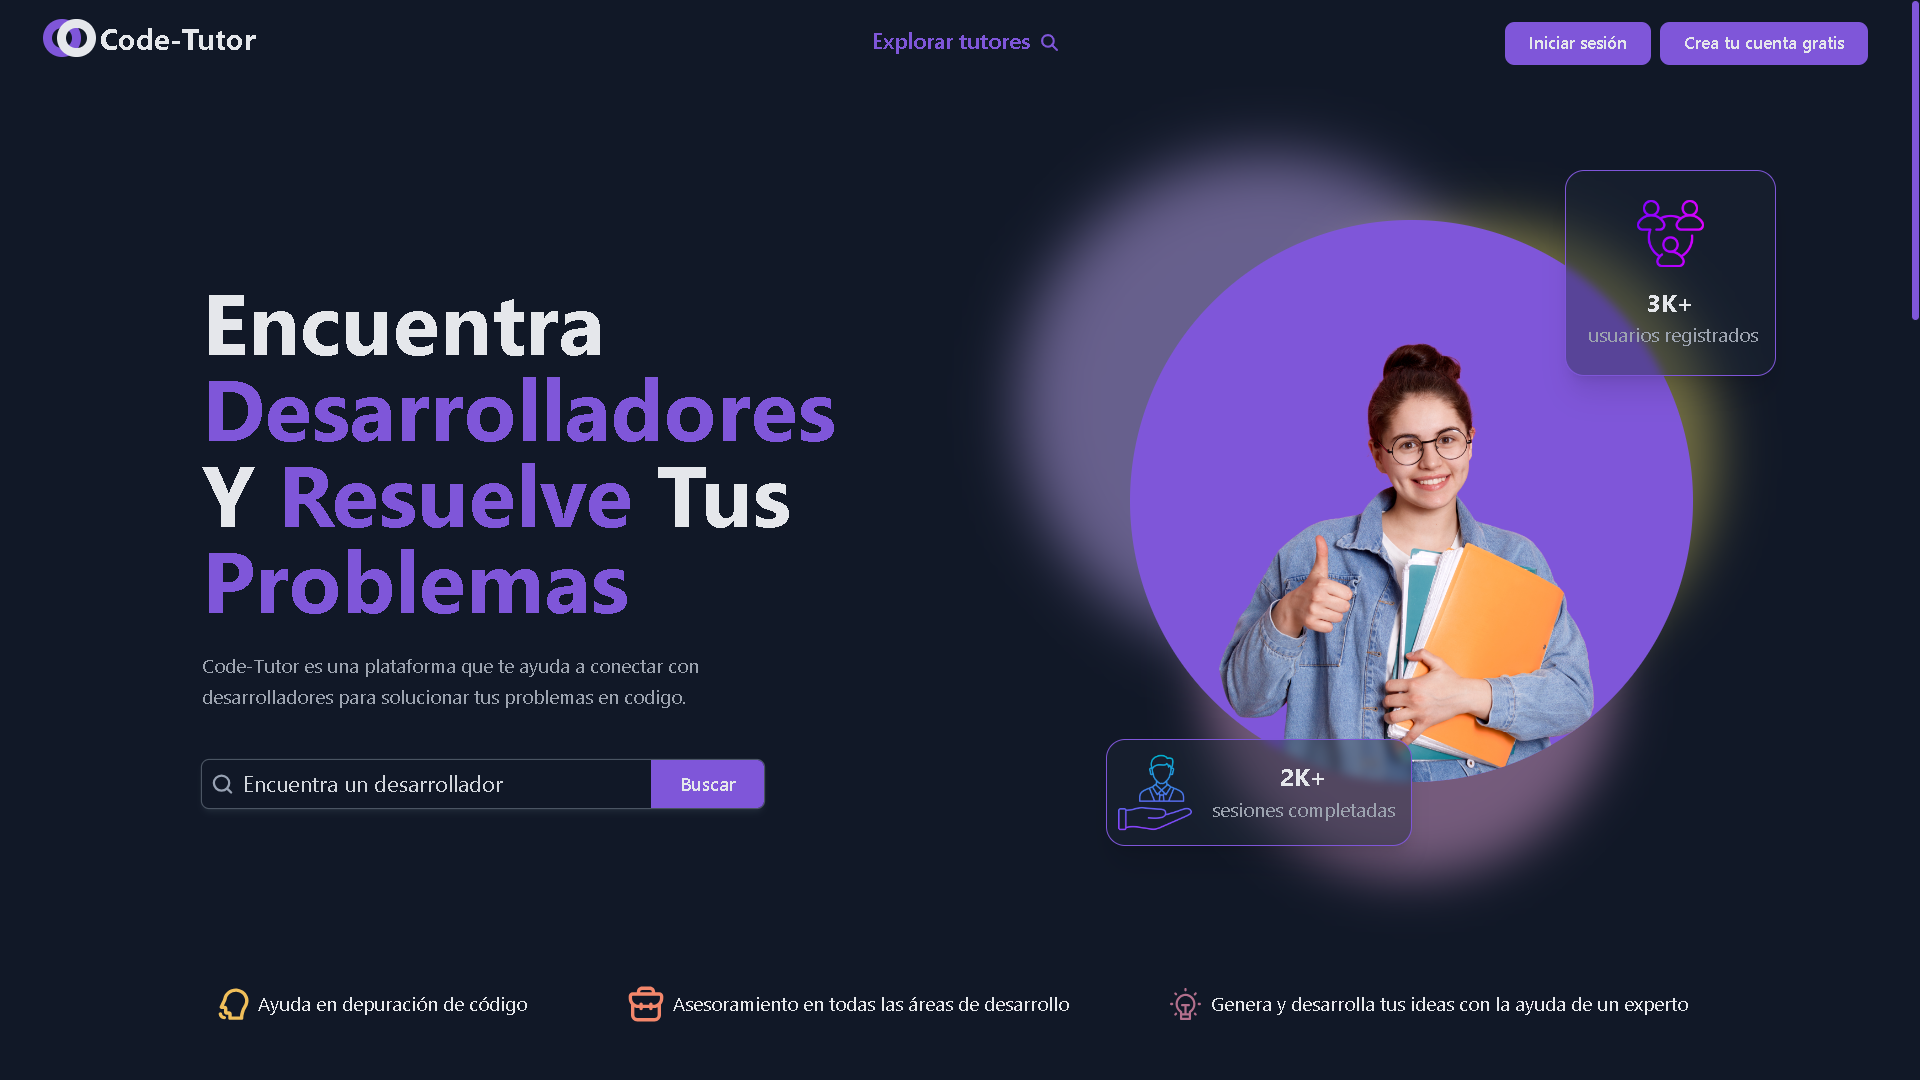 Code-Tutor
Explorar tutores
Iniciar sesión
Crea tu cuenta gratis
Encuentra
Desarrolladores
Y Resuelve Tus
Problemas
Code-Tutor es una plataforma que te ayuda a conectar con
desarrolladores para solucionar tus problemas en codigo.
Encuentra un desarrollador
Buscar
3K+
usuarios registrados
2K+
sesiones completadas
Ayuda en depuración de código
Asesoramiento en todas las áreas de desarrollo
Genera y desarrolla tus ideas con la ayuda de un experto